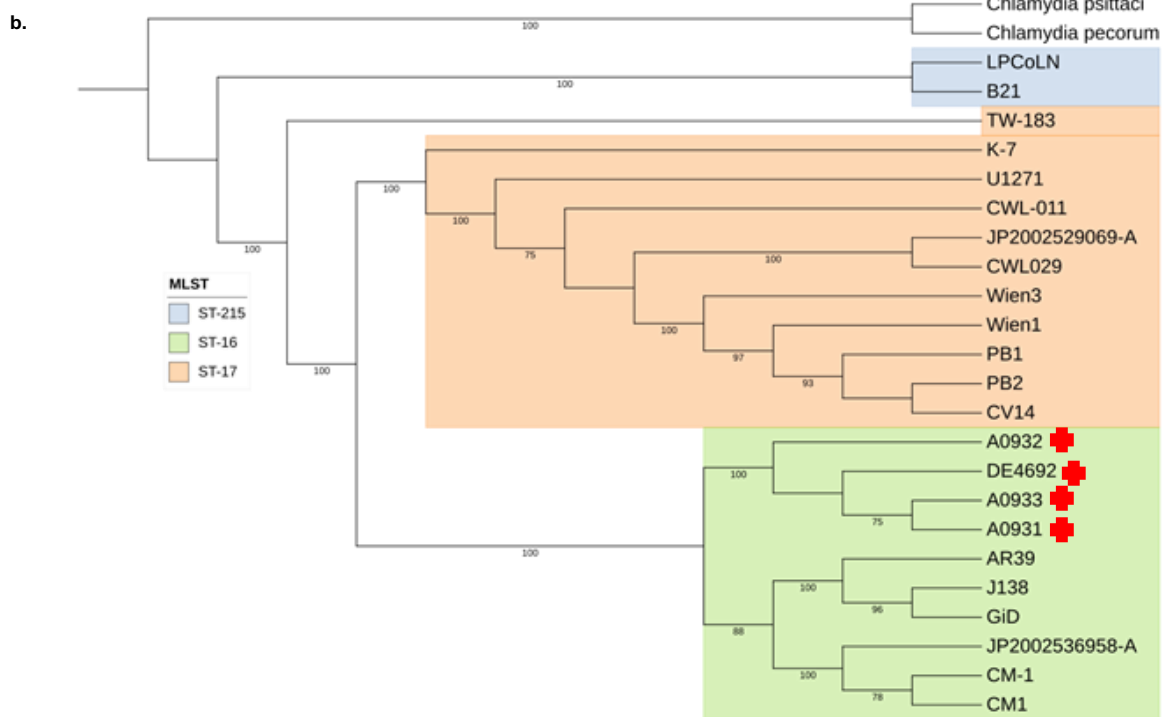 b.
Chlamydia psittaci
100
Chlamydia pecorum
LPCoLN
100
B21
TW-183
K-7
100
U1271
CWL-011
100
JP2002529069-A
100
75
100
CWL029
MLST
Wien3
ST-215
Wien1
100
ST-16
97
PB1
100
ST-17
93
PB2
CV14
A0932
DE4692
100
A0933
75
A0931
100
AR39
100
J138
96
GiD
88
JP2002536958-A
100
CM-1
78
CM1